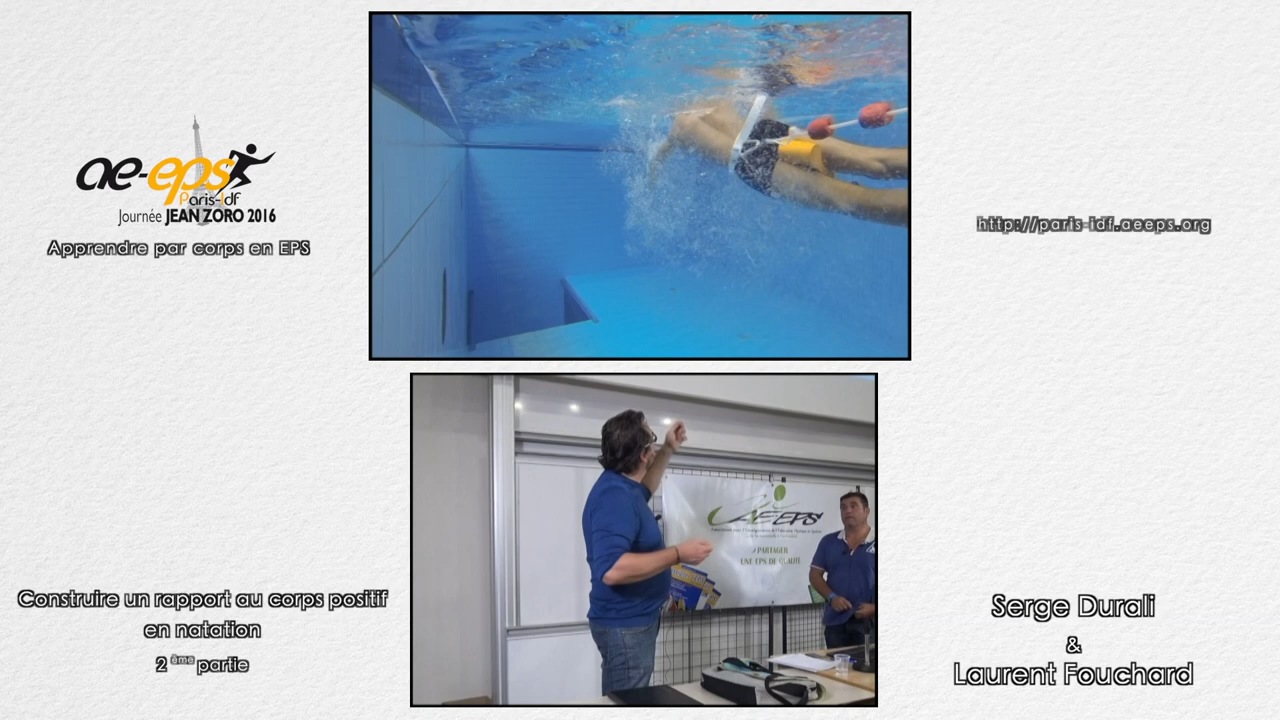 ae-eps
Paris-Idf
Journée JEAN ZORO 2016
Apprendre par corps en EPS
http://paris-idf.aeeps.org
AEEPS
PARTAGER
UNE EPS DE QUALITÉ
Construire un rapport au corps positif
en natation
2 ème partie
Serge Durali
&
Laurent Fouchard